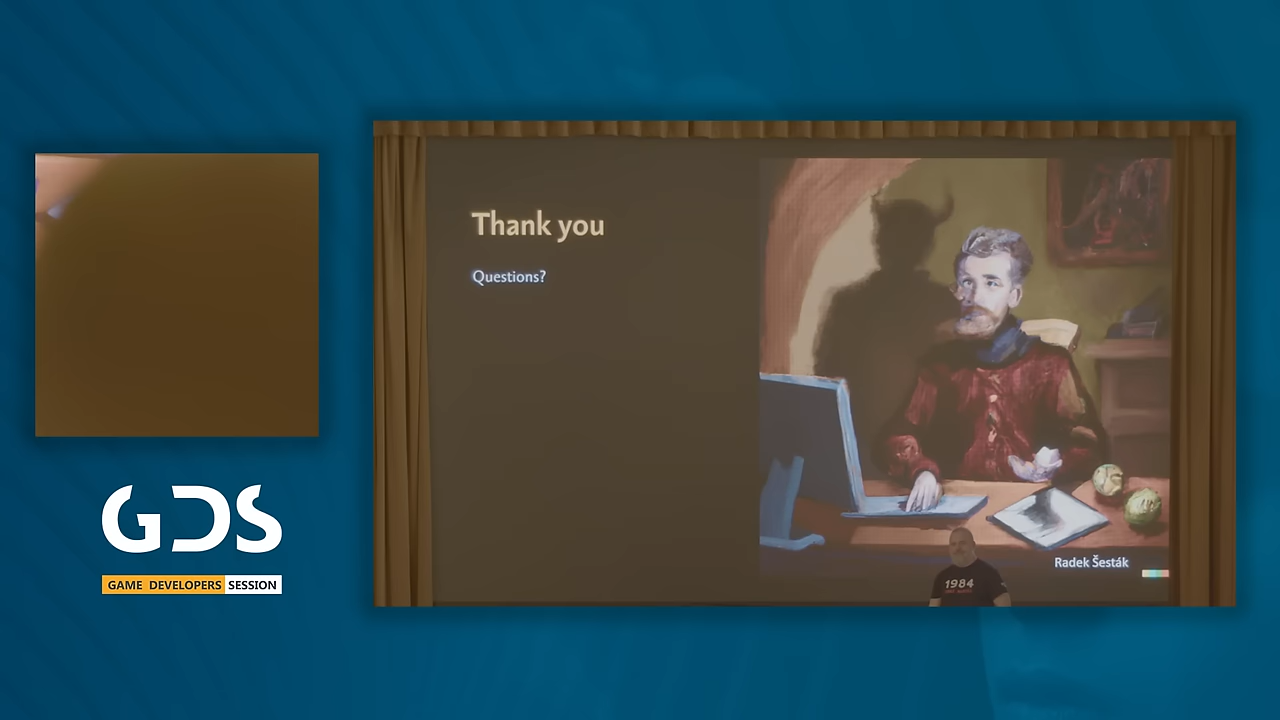 Thank you
Questions?
Radek Šesták
1984
GDS
GAME DEVELOPERS SESSION